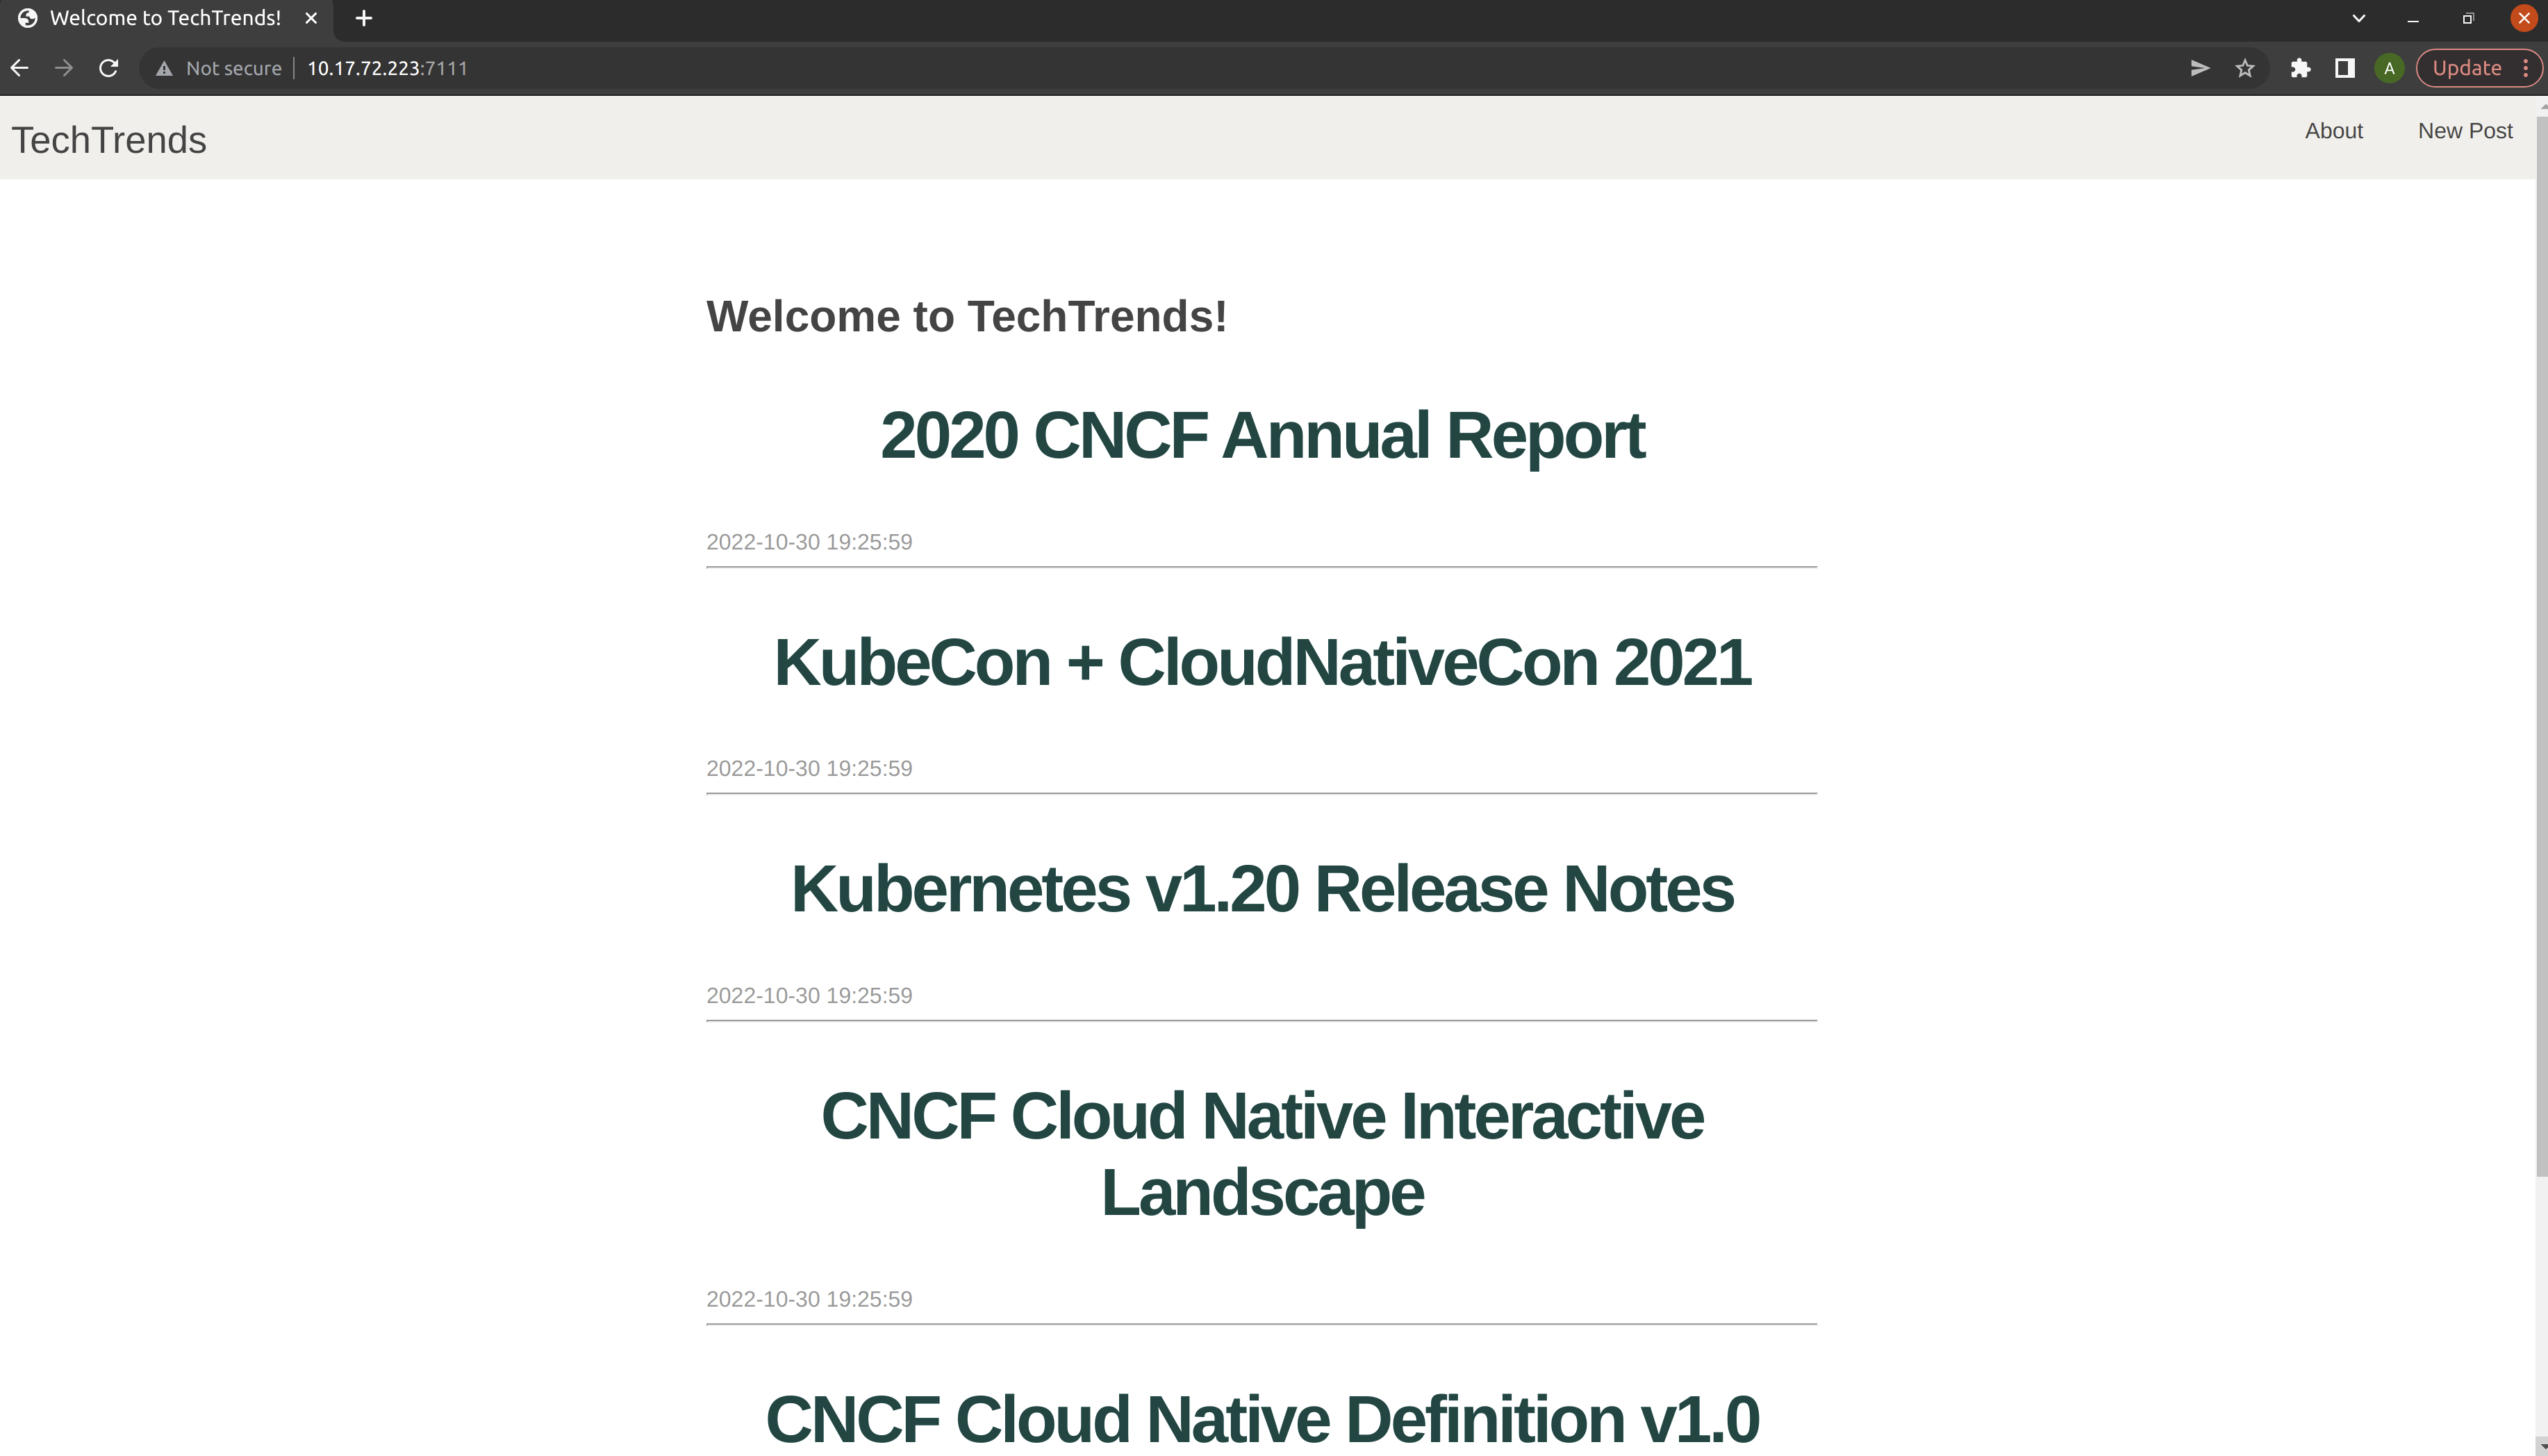 Welcome to TechTrends!
Not secure 10.17.72.223:7111
A
Update
TechTrends
About
New Post
Welcome to TechTrends!
2020 CNCF Annual Report
2022-10-30 19:25:59
KubeCon + CloudNativeCon 2021
2022-10-30 19:25:59
Kubernetes v1.20 Release Notes
2022-10-30 19:25:59
CNCF Cloud Native Interactive
Landscape
2022-10-30 19:25:59
CNCF Cloud Native Definition v1.0